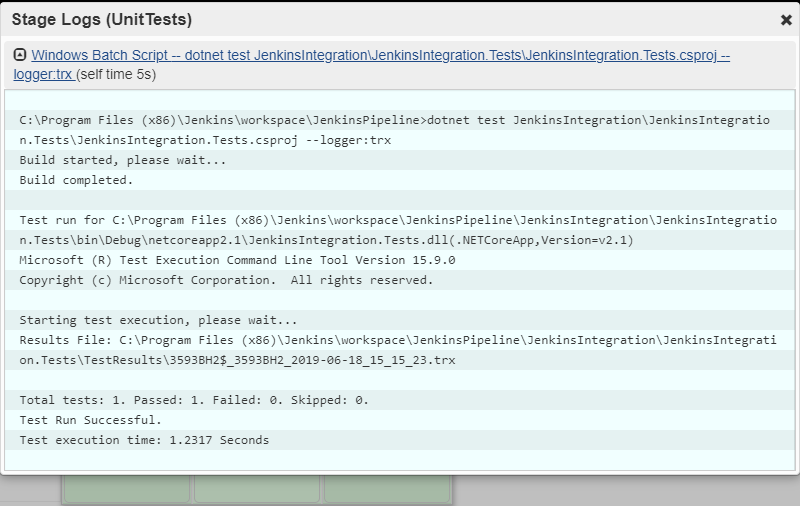 Stage Logs (UnitTests)
Windows Batch Script -- dotnet test JenkinsIntegration\JenkinsIntegration.Tests\JenkinsIntegration.Tests.csproj --
logger:trx (self time 5s)
C:\Program Files (x86)\Jenkins\workspace\JenkinsPipeline>dotnet test JenkinsIntegration\JenkinsIntegratio
n.Tests\JenkinsIntegration.Tests.csproj --logger:trx
Build started, please wait...
Build completed.
Test run for C:\Program Files (x86)\Jenkins\workspace\JenkinsPipeline\JenkinsIntegration\JenkinsIntegratio
n.Tests\bin\Debug\netcoreapp2.1\JenkinsIntegration.Tests.dll(.NETCoreApp,Version=v2.1)
Microsoft (R) Test Execution Command Line Tool Version 15.9.0
Copyright (c) Microsoft Corporation.  All rights reserved.
Starting test execution, please wait...
Results File: C:\Program Files (x86)\Jenkins\workspace\JenkinsPipeline\JenkinsIntegration\JenkinsIntegrati
on.Tests\TestResults\3593BH2$_3593BH2_2019-06-18_15_15_23.trx
Total tests: 1. Passed: 1. Failed: 0. Skipped: 0.
Test Run Successful.
Test execution time: 1.2317 Seconds